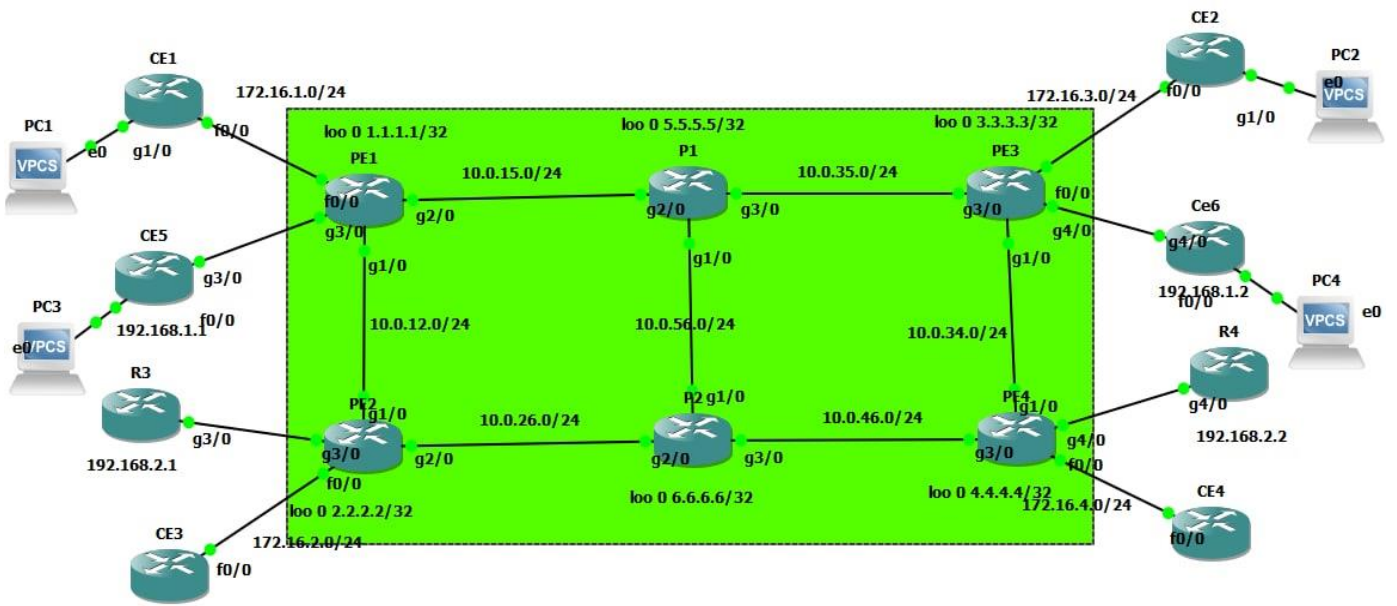 CE2
PC2
CE1
e0
VPCS
172.16.1.0/24
172.16.3.0/24
f0/0
g1/0
PC1
f0/0
loo 0 1.1.1.1/32
loo 0 5.5.5.5/32
loo 0 3.3.3.3/32
e0
g1/0
VPCS
PE1
P1
PE3
10.0.15.0/24
10.0.35.0/24
f0/0
f0/0
g2/0
g2/0
g3/0
g3/0
g4/0
Ce6
g3/0
CE5
g1/0
g1/0
g1/0
g4/0
g3/0
PC4
PC3
192.168.1.2
f0/0
192.168.1.1
f0/0
10.0.12.0/24
10.0.56.0/24
10.0.34.0/24
VPCS
e0
e0
VPCS
R4
R3
g1/0
PE2
g1/0
P2
PE4
g1/0
g4/0
10.0.26.0/24
10.0.46.0/24
g3/0
g3/0
g2/0
g2/0
g3/0
g3/0
g4/0
192.168.2.2
192.168.2.1
f0/0
f0/0
loo 0 2.2.2.2/32
loo 0 6.6.6.6/32
loo 0 4.4.4.4/32
172.16.4.0/24
CE4
CE3
172.16.2.0/24
f0/0
f0/0